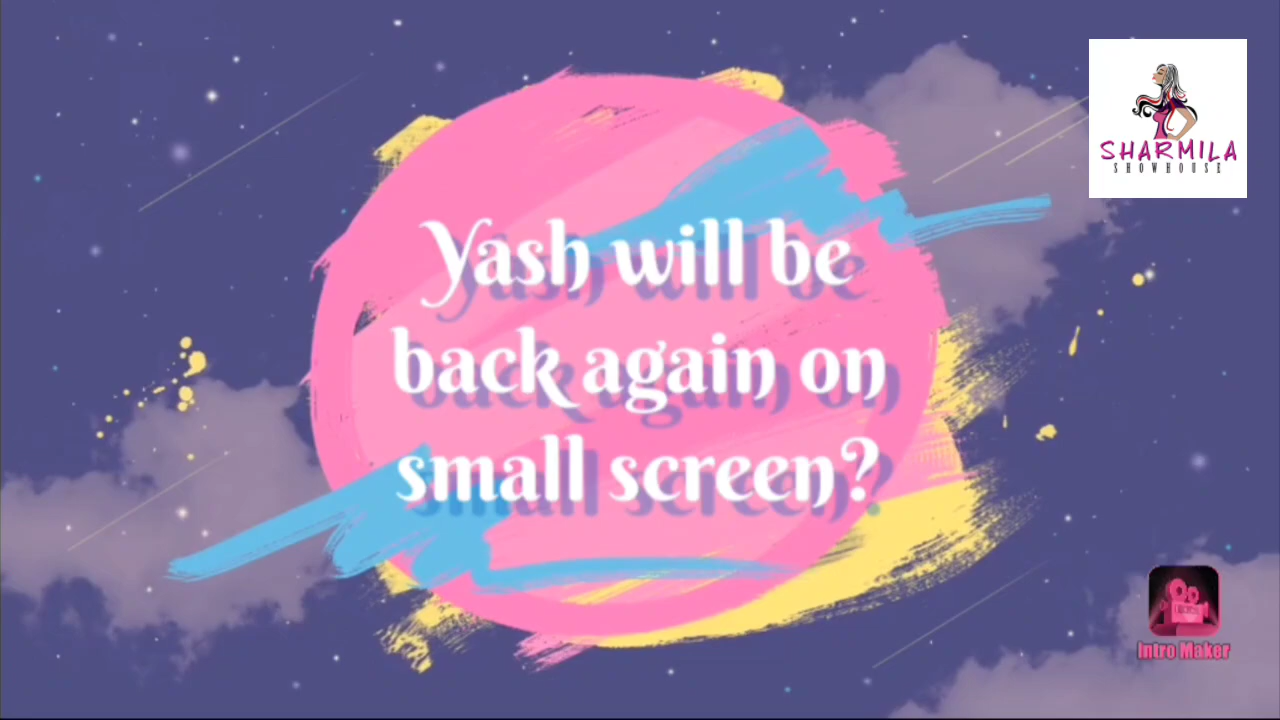 SHARMILA
SHOWHOUSE
Yash will be
back again on
small screen?
Intro Maker